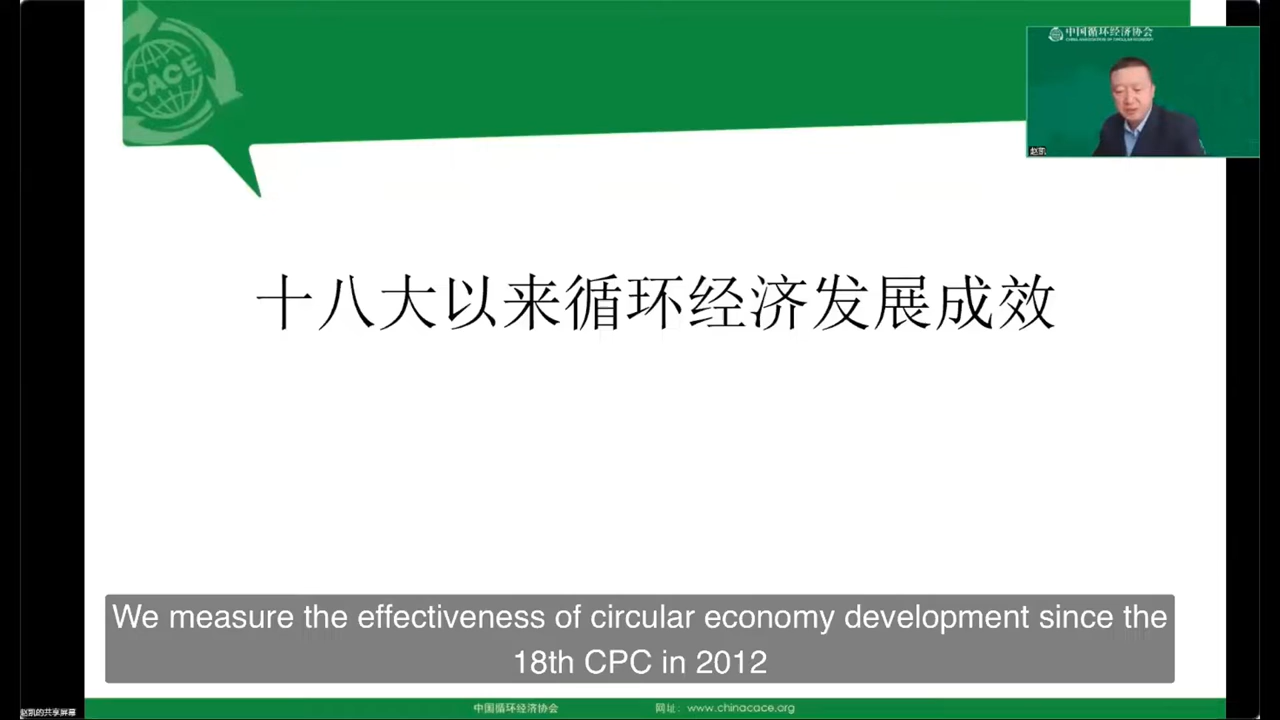 CACE
中国循环经济协会
CHINA ASSOCIATION OF CIRCULAR ECONOMY
赵凯
十八大以来循环经济发展成效
We measure the effectiveness of circular economy development since the
18th CPC in 2012
赵凯的共享屏幕
中国循环经济协会 网址：www.chinacace.org